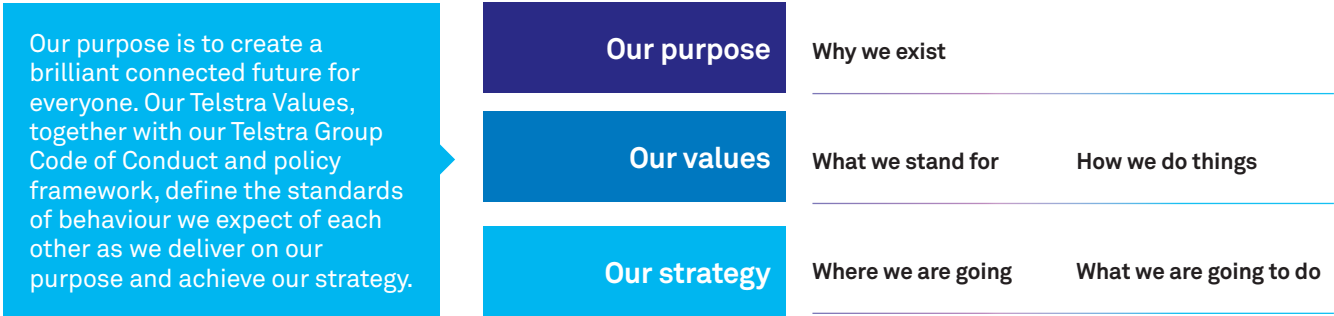 Our purpose is to create a
brilliant connected future for
everyone. Our Telstra Values,
together with our Telstra Group
Code of Conduct and policy
framework, define the standards
of behaviour we expect of each
other as we deliver on our
purpose and achieve our strategy.
Our purpose
Why we exist
Our values
What we stand for
How we do things
Our strategy
Where we are going
What we are going to do